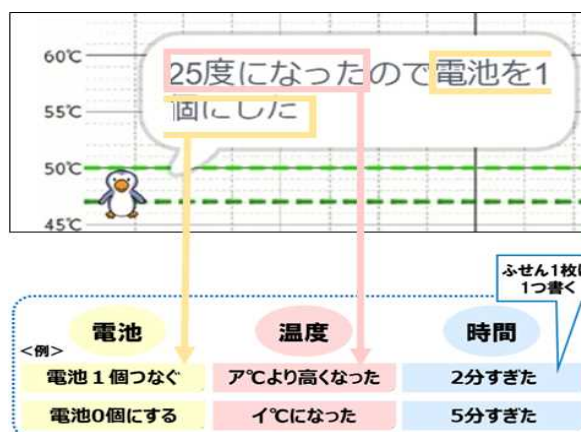 60℃
25度になったので電池を1
個にした
55℃
50℃
45℃
ふせん1枚に
1つ書く
電池
温度
時間
<例>
電池1個つなぐ
ア℃より高くなった
2分すぎた
電池0個にする
イ℃になった
5分すぎた